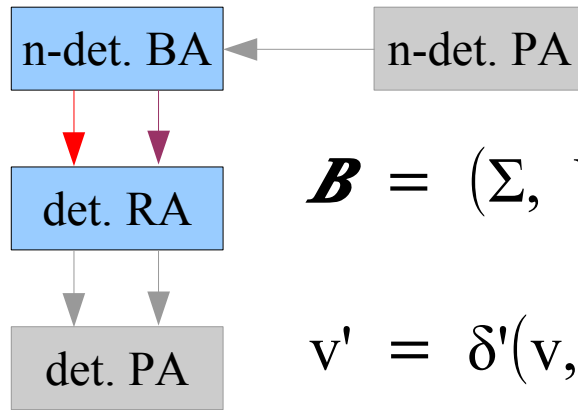 n-det. BA
n-det. PA
det. RA
B = (Σ,
det. PA
v' = δ'(v,